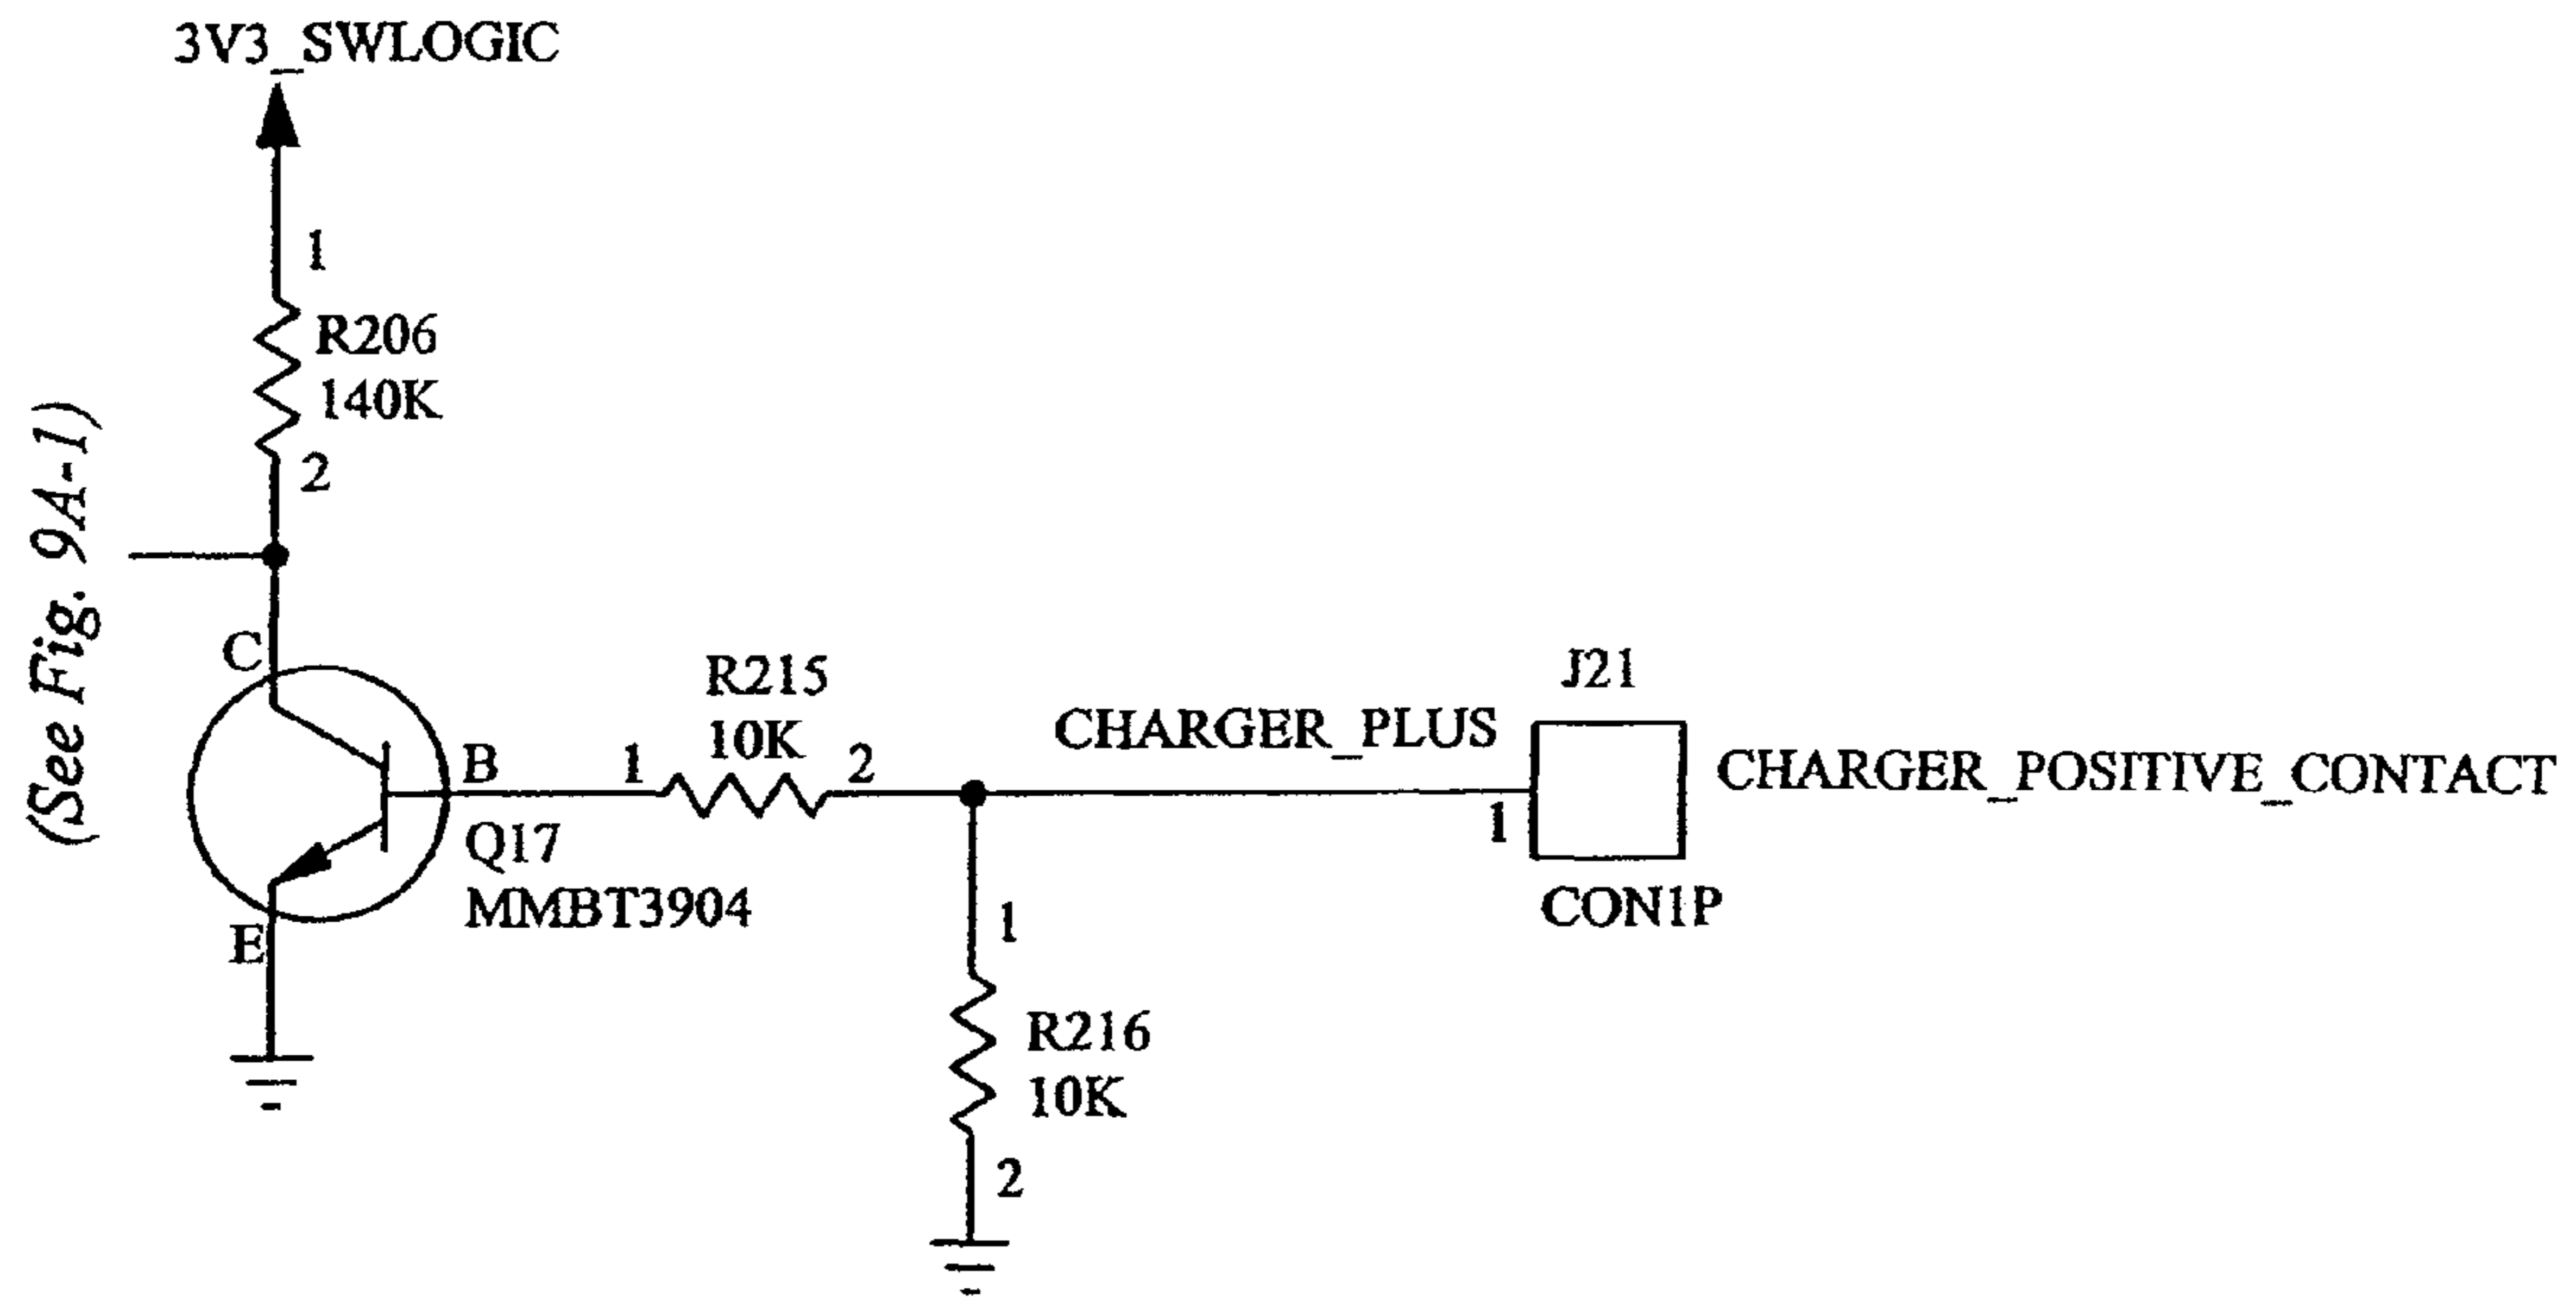 3V3_SWLOGIC
1
R206
140K
2
(See Fig. 9A-1)
C
B
Q17
MMBT3904
E
R215
10K
1
2
CHARGER_PLUS
J21
1
CHARGER_POSITIVE_CONTACT
CON1P
1
R216
10K
2